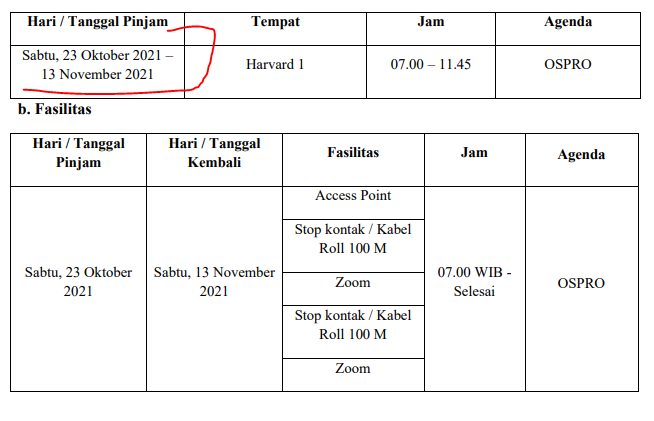 Hari / Tanggal Pinjam Tempat Jam Agenda
Sabtu, 23 Oktober 2021 –
13 November 2021
Harvard 1 07.00 – 11.45 OSPRO
b. Fasilitas
Hari / Tanggal
Pinjam
Hari / Tanggal
Kembali
Fasilitas
Jam
Agenda
Sabtu, 23 Oktober
2021
Sabtu, 13 November
2021
Access Point
Stop kontak / Kabel
Roll 100 M
Zoom
Stop kontak / Kabel
Roll 100 M
Zoom
07.00 WIB -
Selesai
OSPRO